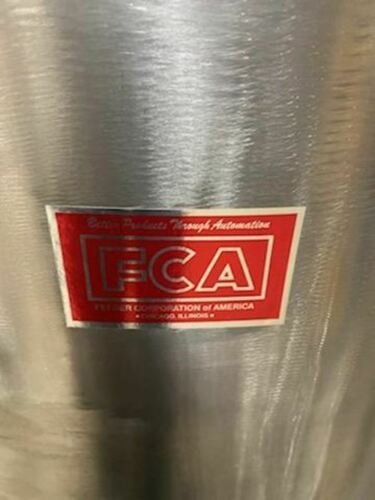 Better Products Through Automation
FCA
FEEDER CORPORATION of AMERICA
• CHICAGO, ILLINOIS •